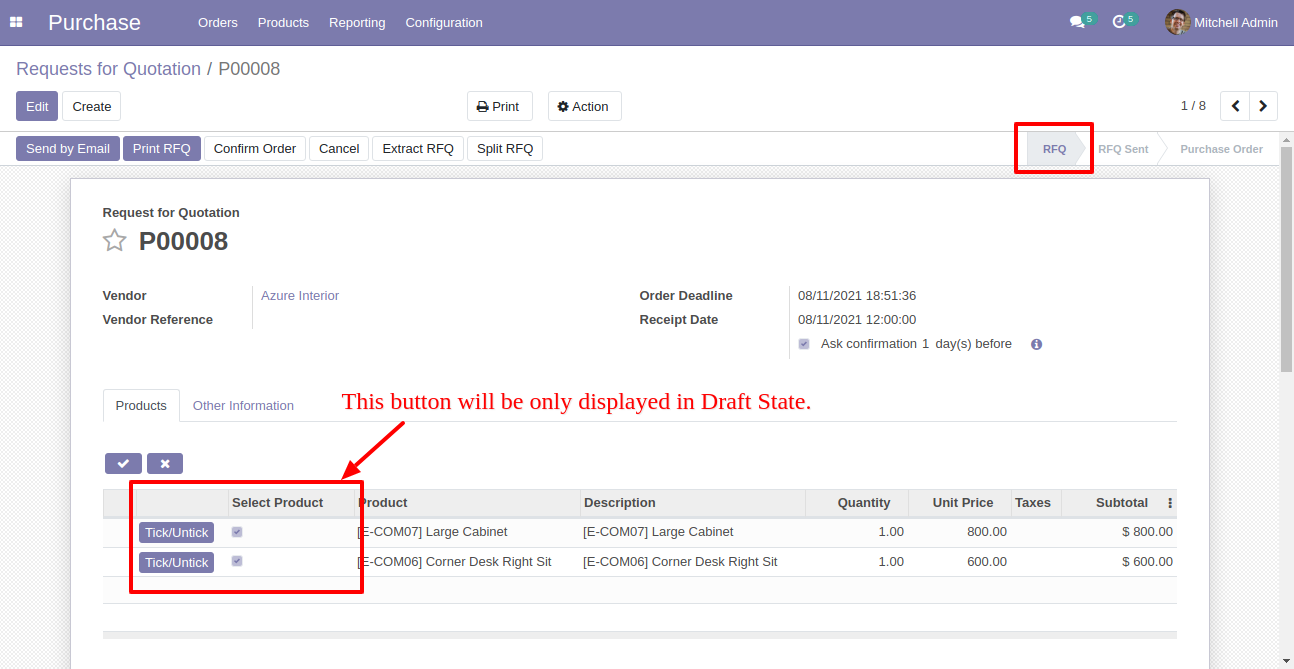 Purchase Orders Products Reporting Configuration 5 5 Mitchell Admin
Requests for Quotation / P00008
Edit Create Print Action 1 / 8
Send by Email Print RFQ Confirm Order Cancel Extract RFQ Split RFQ RFQ RFQ Sent Purchase Order
Request for Quotation
P00008
Vendor Azure Interior Order Deadline 08/11/2021 18:51:36
Vendor Reference Receipt Date 08/11/2021 12:00:00
Ask confirmation 1 day(s) before
Products Other Information This button will be only displayed in Draft State.
Select Product Product Description Quantity Unit Price Taxes Subtotal
Tick/Untick [E-COM07] Large Cabinet [E-COM07] Large Cabinet 1.00 800.00 $ 800.00
Tick/Untick [E-COM06] Corner Desk Right Sit [E-COM06] Corner Desk Right Sit 1.00 600.00 $ 600.00